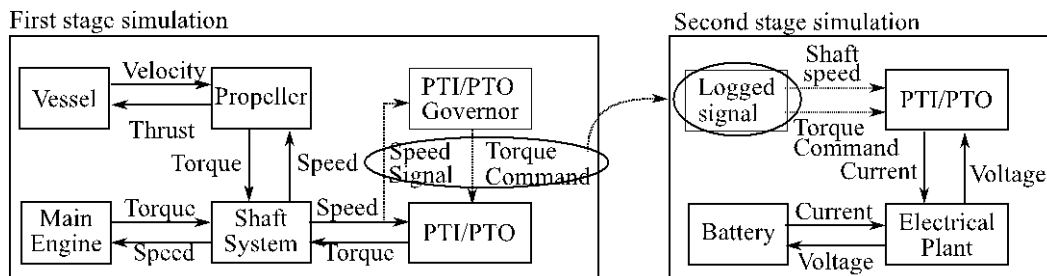 First stage simulation
Vessel
Velocity
Thrust
Propeller
Torque
Speed
PTI/PTO
Governor
Speed
Signal
Torque
Command
Main
Engine
Torque
Speed
Shaft
System
Speed
Torque
PTI/PTO
Second stage simulation
Logged
signal
Shaft
speed
Torque
Command
PTI/PTO
Current
Voltage
Battery
Current
Voltage
Electrical
Plant